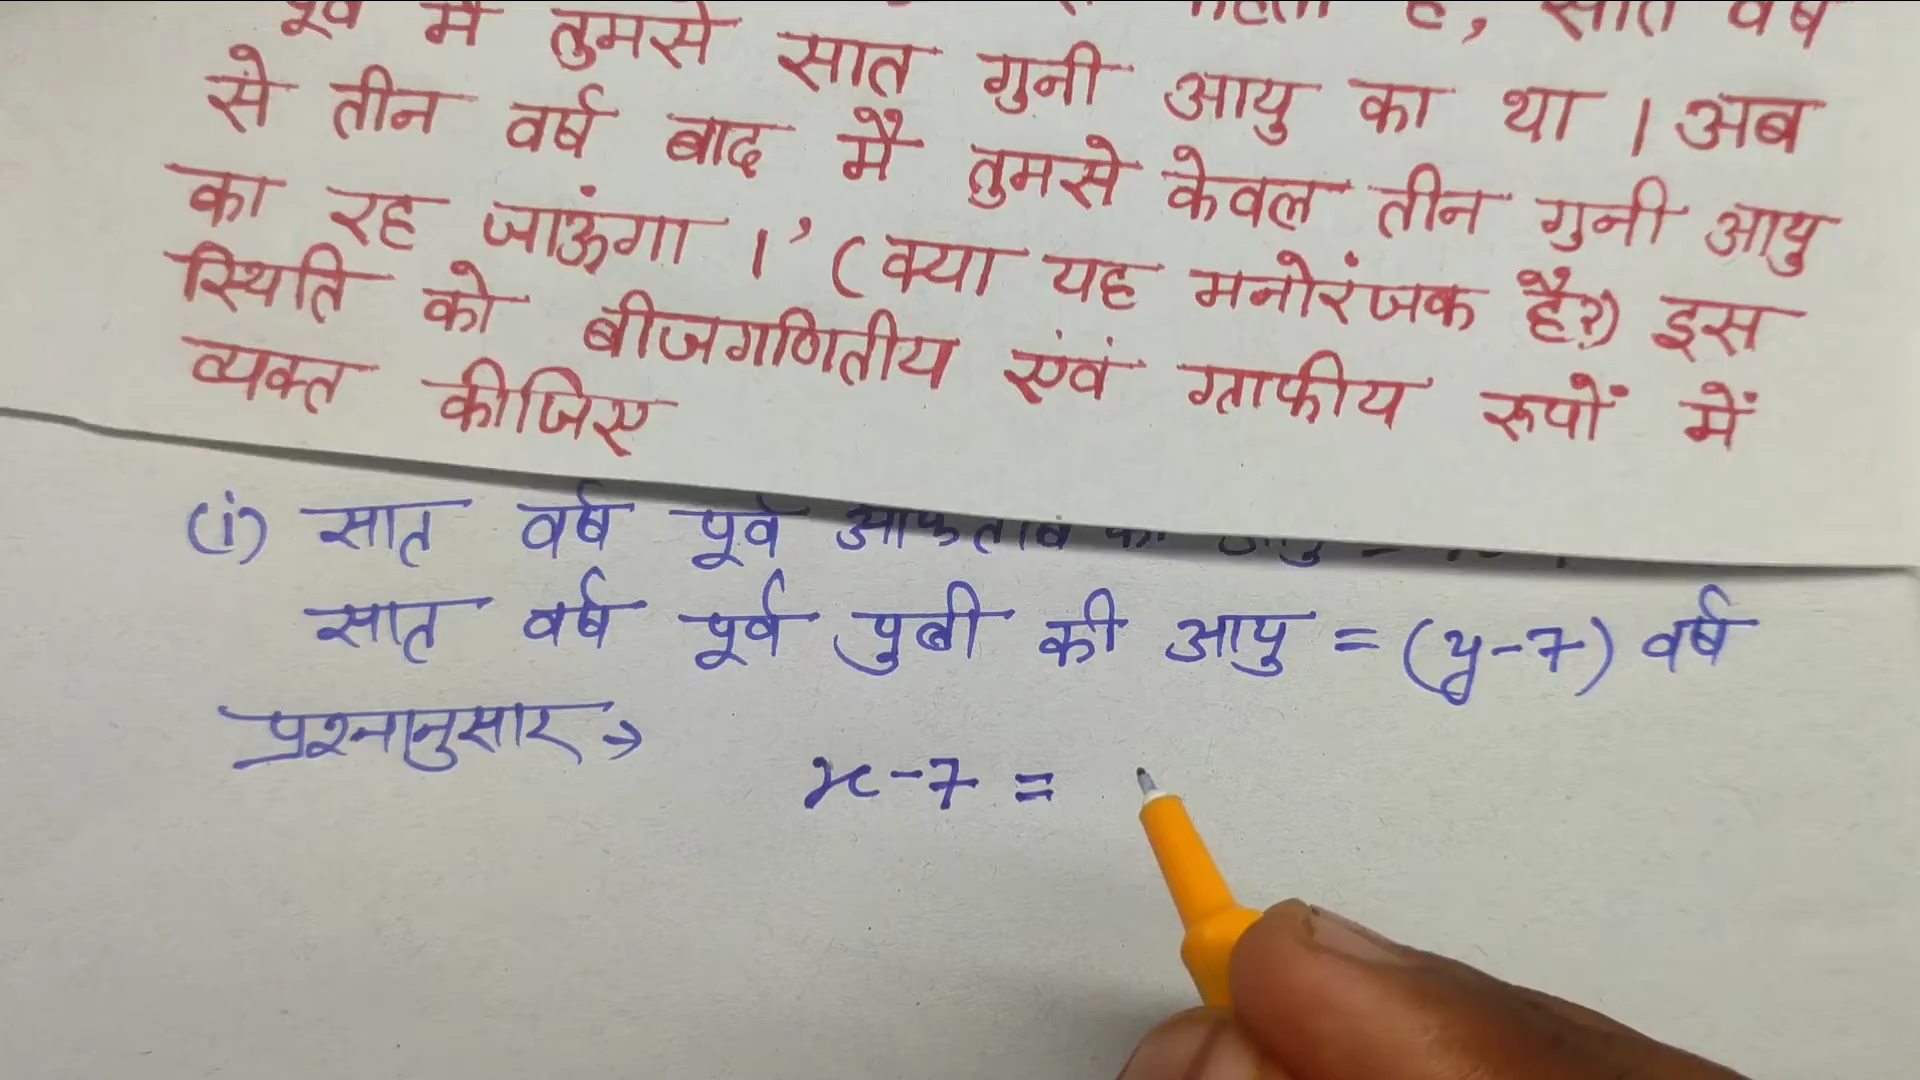 पूर्व मैं तुमसे सात गुनी आयु का था । अब
से तीन वर्ष बाद मैं तुमसे केवल तीन गुनी आयु
का रह जाऊंगा ।' (क्या यह मनोरंजक है?) इस
स्थिति को बीजगणितीय एंवं ग्राफीय रूपों में
व्यक्त कीजिए
(i) सात वर्ष पूर्व आफताब
सात वर्ष पूर्व पुत्री की आयु = (y-7) वर्ष
प्रश्नानुसार →
x-7 =